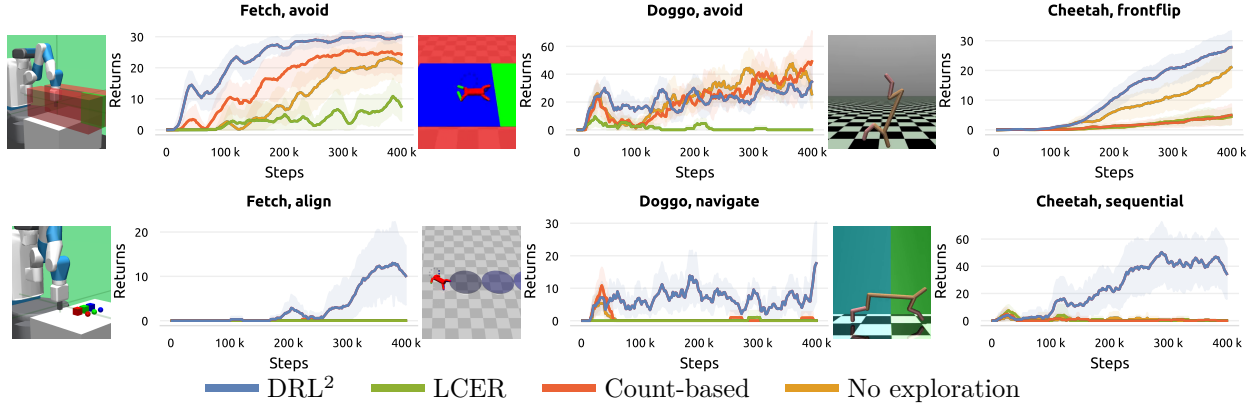 Fetch, avoid
Returns
30
20
10
0
0 100 k 200 k 300 k 400 k
Steps
Doggo, avoid
Returns
60
40
20
0
0 100 k 200 k 300 k 400 k
Steps
Cheetah, frontflip
Returns
30
20
10
0
0 100 k 200 k 300 k 400 k
Steps
Fetch, align
Returns
20
10
0
0 100 k 200 k 300 k 400 k
Steps
Doggo, navigate
Returns
30
20
10
0
0 100 k 200 k 300 k 400 k
Steps
Cheetah, sequential
Returns
60
40
20
0
0 100 k 200 k 300 k 400 k
Steps
DRL² LCER Count-based No exploration